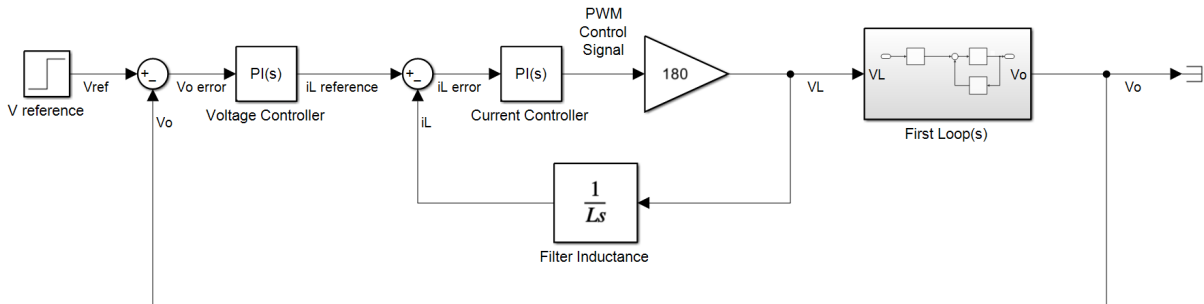 PWM
Control
Signal
+
−
PI(s)
+
−
PI(s)
180
VL
Vo
Vref
Vo error
iL reference
iL error
VL
Vo
V reference
Vo
Voltage Controller
iL
Current Controller
First Loop(s)
1
Ls
Filter Inductance